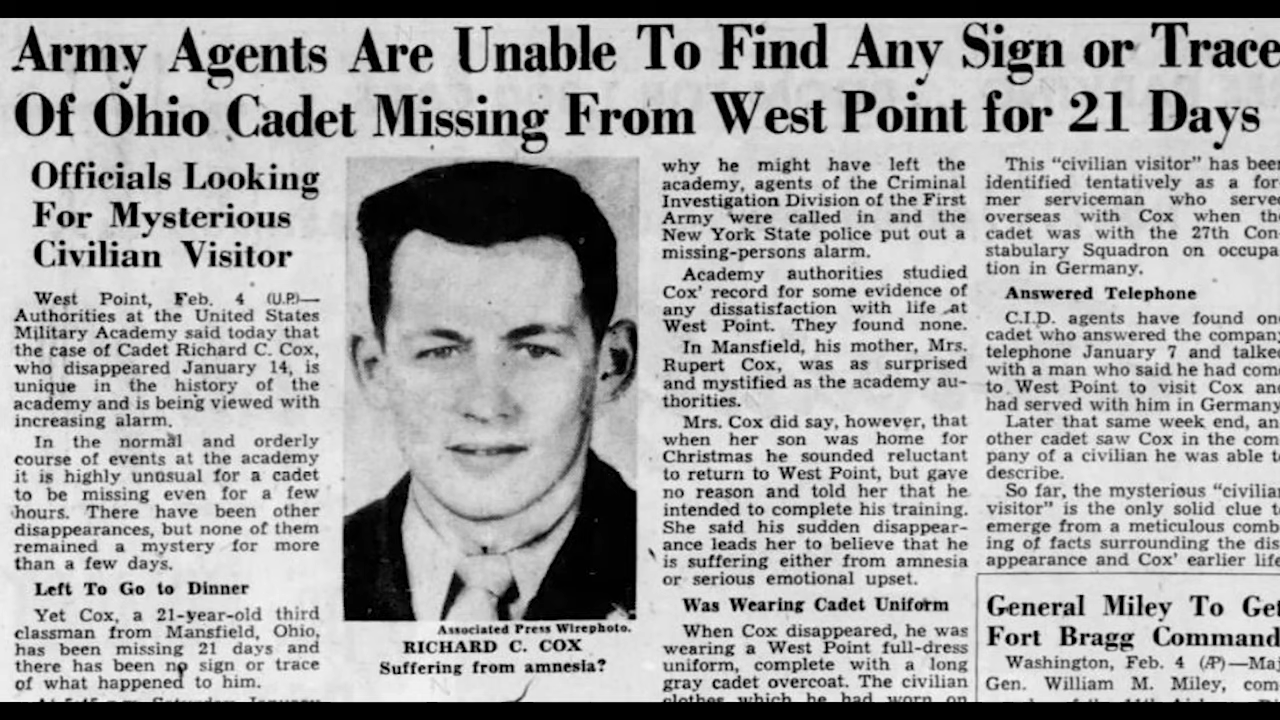 Army Agents Are Unable To Find Any Sign or Trace
Of Ohio Cadet Missing From West Point for 21 Days
Officials Looking
For Mysterious
Civilian Visitor
West Point, Feb. 4 (U.P.)—
Authorities at the United States
Military Academy said today that
the case of Cadet Richard C. Cox,
who disappeared January 14, is
unique in the history of the
academy and is being viewed with
increasing alarm.
In the normal and orderly
course of events at the academy
it is highly unusual for a cadet
to be missing even for a few
hours. There have been other
disappearances, but none of them
remained a mystery for more
than a few days.
Left To Go to Dinner
Yet Cox, a 21-year-old third
classman from Mansfield, Ohio,
has been missing 21 days and
there has been no sign or trace
of what happened to him.
Associated Press Wirephoto.
RICHARD C. COX
Suffering from amnesia?
why he might have left the
academy, agents of the Criminal
Investigation Division of the First
Army were called in and the
New York State police put out a
missing-persons alarm.
Academy authorities studied
Cox' record for some evidence of
any dissatisfaction with life at
West Point. They found none.
In Mansfield, his mother, Mrs.
Rupert Cox, was as surprised
and mystified as the academy au-
thorities.
Mrs. Cox did say, however, that
when her son was home for
Christmas he sounded reluctant
to return to West Point, but gave
no reason and told her that he
intended to complete his training.
She said his sudden disappear-
ance leads her to believe that he
is suffering either from amnesia
or serious emotional upset.
Was Wearing Cadet Uniform
When Cox disappeared, he was
wearing a West Point full-dress
uniform, complete with a long
gray cadet overcoat. The civilian
clothes which he had worn on
This "civilian visitor" has been
identified tentatively as a for-
mer serviceman who served
overseas with Cox when the
cadet was with the 27th Con-
stabulary Squadron on occupa-
tion in Germany.
Answered Telephone
C.I.D. agents have found one
cadet who answered the company
telephone January 7 and talked
with a man who said he had come
to West Point to visit Cox and
had served with him in Germany
Later that same week end, an-
other cadet saw Cox in the com-
pany of a civilian he was able to
describe.
So far, the mysterious "civilian
visitor" is the only solid clue to
emerge from a meticulous comb-
ing of facts surrounding the dis-
appearance and Cox' earlier life
General Miley To Get
Fort Bragg Command
Washington, Feb. 4 (AP)—Maj.
Gen. William M. Miley, com-